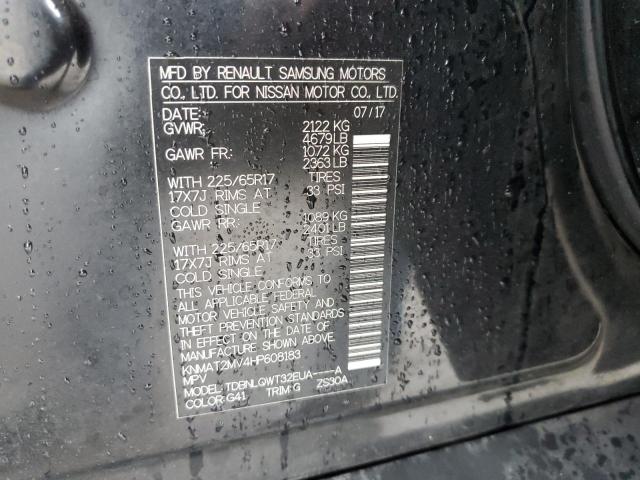 MFD BY RENAULT SAMSUNG MOTORS
CO., LTD. FOR NISSAN MOTOR CO., LTD.
DATE: 07/17
GVWR: 2122 KG
4679 LB
GAWR FR: 1072 KG
2363 LB
WITH 225/65R17 TIRES
17X7J RIMS AT 33 PSI
COLD SINGLE
GAWR RR: 1089 KG
2401 LB
WITH 225/65R17 TIRES
17X7J RIMS AT 33 PSI
COLD SINGLE
THIS VEHICLE CONFORMS TO
ALL APPLICABLE FEDERAL
MOTOR VEHICLE SAFETY AND
THEFT PREVENTION STANDARDS
IN EFFECT ON THE DATE OF
MANUFACTURE SHOWN ABOVE.
KNMAT2MV4HP608183
MPV
MODEL: TDBNLQWT32EUA----A
COLOR: G41 TRIM: G ZS30A